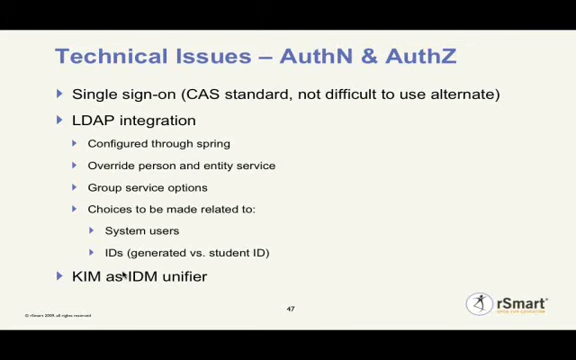 Technical Issues – AuthN & AuthZ
Single sign-on (CAS standard, not difficult to use alternate)
LDAP integration
Configured through spring
Override person and entity service
Group service options
Choices to be made related to:
System users
IDs (generated vs. student ID)
KIM as IDM unifier
© rSmart 2009, all rights reserved
47
rSmart